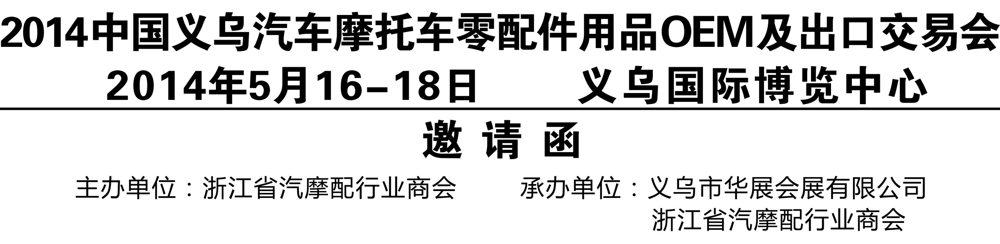 2014中国义乌汽车摩托车零配件用品OEM及出口交易会
2014年5月16-18日 义乌国际博览中心
邀请函
主办单位：浙江省汽摩配行业商会 承办单位：义乌市华展会展有限公司
浙江省汽摩配行业商会